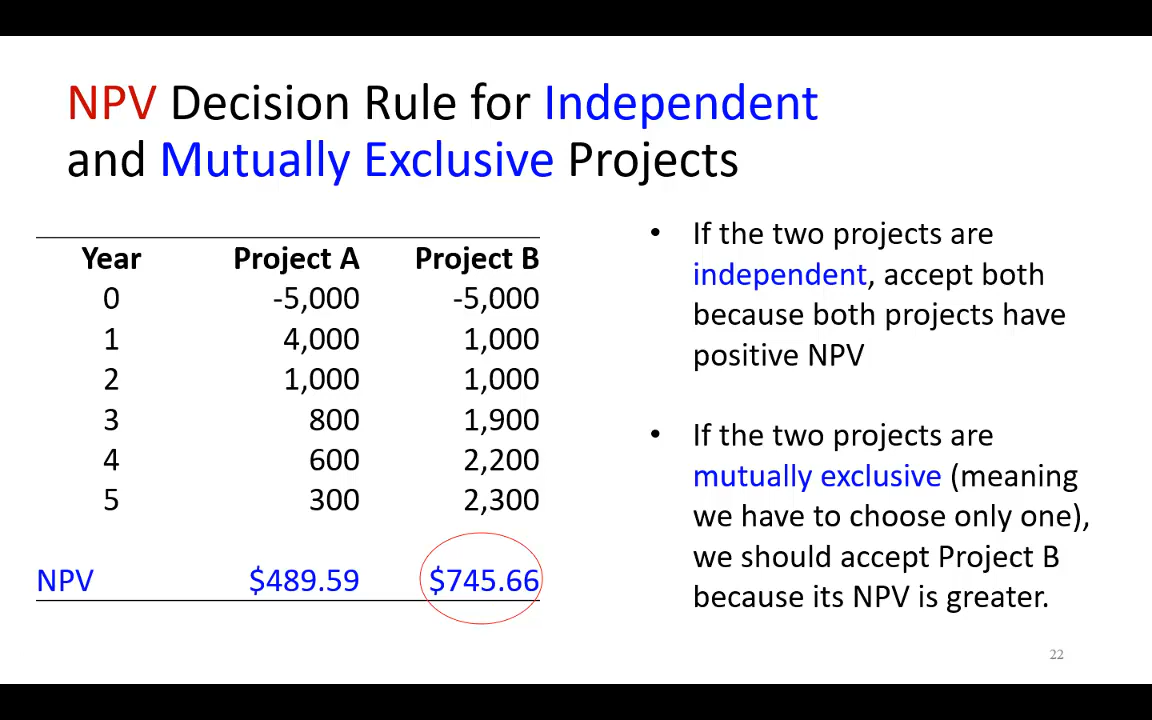 NPV Decision Rule for Independent
and Mutually Exclusive Projects
Year Project A Project B
0 -5,000 -5,000
1 4,000 1,000
2 1,000 1,000
3 800 1,900
4 600 2,200
5 300 2,300
NPV $489.59 $745.66
• If the two projects are
independent, accept both
because both projects have
positive NPV
• If the two projects are
mutually exclusive (meaning
we have to choose only one),
we should accept Project B
because its NPV is greater.
22